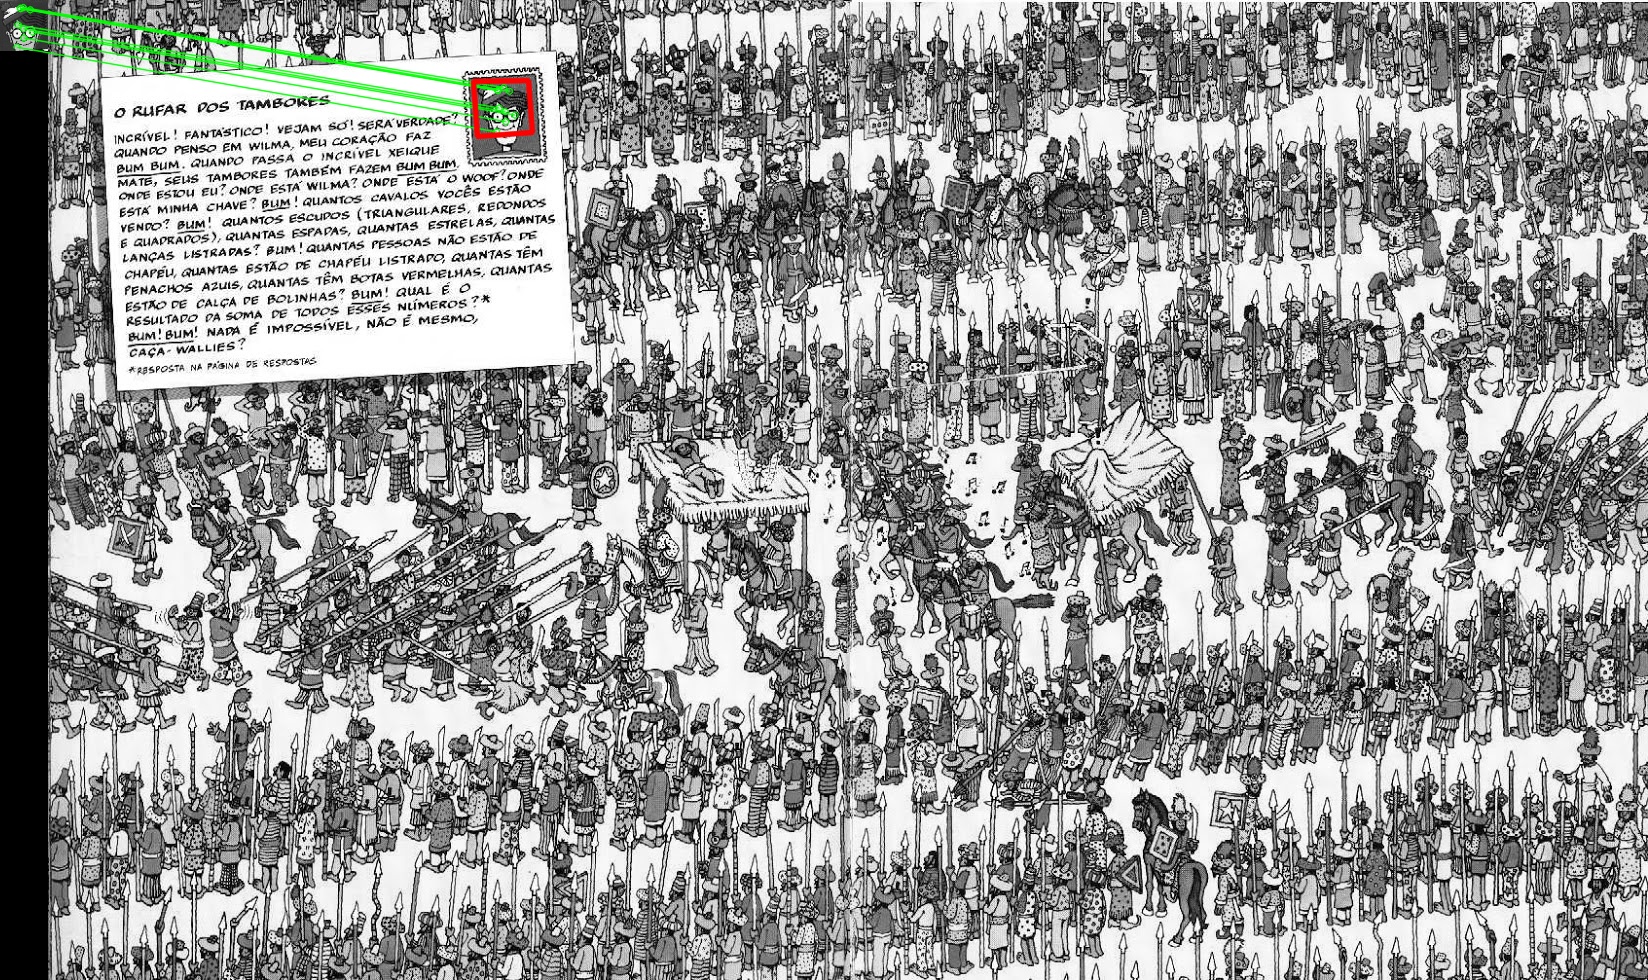 O RUFAR DOS TAMBORES
INCRÍVEL! FANTÁSTICO! VEJAM SÓ! SERÁ VERDADE?
QUANDO PENSO EM WILMA, MEU CORAÇÃO FAZ
BUM BUM. QUANDO PASSA O INCRÍVEL XEIQUE
MATE, SEUS TAMBORES TAMBÉM FAZEM BUM BUM.
ONDE ESTOU EU? ONDE ESTÁ WILMA? ONDE ESTÁ O WOOF? ONDE
ESTÁ MINHA CHAVE? BUM! QUANTOS CAVALOS VOCÊS ESTÃO
VENDO? BUM! QUANTOS ESCUDOS (TRIANGULARES, REDONDOS
E QUADRADOS), QUANTAS ESPADAS, QUANTAS ESTRELAS, QUANTAS
LANÇAS LISTRADAS? BUM! QUANTAS PESSOAS NÃO ESTÃO DE
CHAPÉU, QUANTAS ESTÃO DE CHAPÉU LISTRADO, QUANTAS TÊM
PENACHOS AZUIS, QUANTAS TÊM BOTAS VERMELHAS, QUANTAS
ESTÃO DE CALÇA DE BOLINHAS? BUM! QUAL É O
RESULTADO DA SOMA DE TODOS ESSES NÚMEROS?*
BUM! BUM! NADA É IMPOSSÍVEL, NÃO É MESMO,
CAÇA-WALLIES?
*RESPOSTA NA PÁGINA DE RESPOSTAS